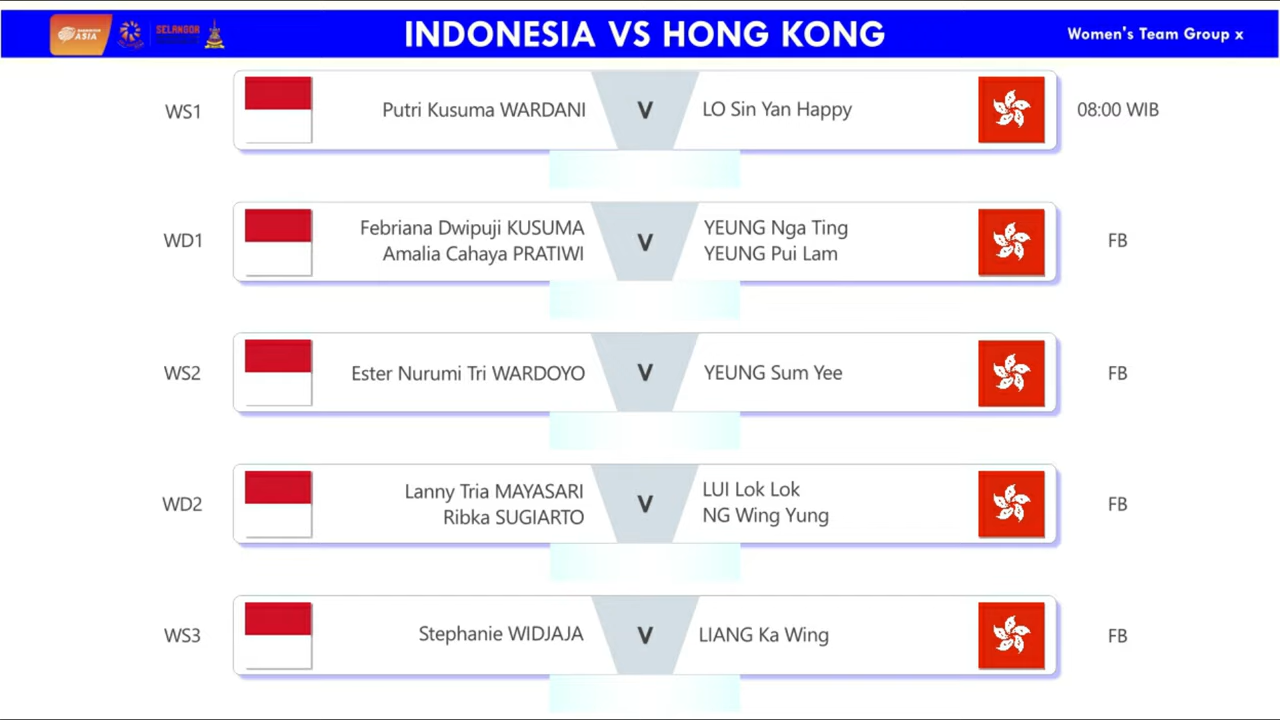 ASIA
SELANGOR
INDONESIA VS HONG KONG
Women's Team Group x
WS1
Putri Kusuma WARDANI
V
LO Sin Yan Happy
08:00 WIB
WD1
Febriana Dwipuji KUSUMA
Amalia Cahaya PRATIWI
V
YEUNG Nga Ting
YEUNG Pui Lam
FB
WS2
Ester Nurumi Tri WARDOYO
V
YEUNG Sum Yee
FB
WD2
Lanny Tria MAYASARI
Ribka SUGIARTO
V
LUI Lok Lok
NG Wing Yung
FB
WS3
Stephanie WIDJAJA
V
LIANG Ka Wing
FB